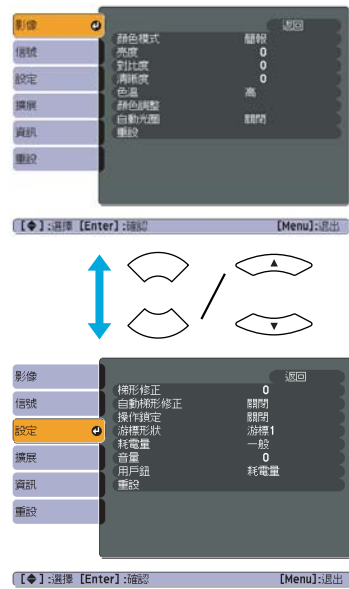 影像
返回
顏色模式 簡報
信號
亮度 0
對比度 0
設定
清晰度 0
色溫 高
擴展
顏色調整
自動光圈 關閉
資訊
重設
重設
[◆]:選擇 [Enter]:確認 [Menu]:退出
/
影像
返回
梯形修正 0
信號
自動梯形修正 關閉
操作鎖定 關閉
設定
游標形狀 游標1
耗電量 一般
擴展
音量 0
用戶鈕 耗電量
資訊
重設
重設
[◆]:選擇 [Enter]:確認 [Menu]:退出